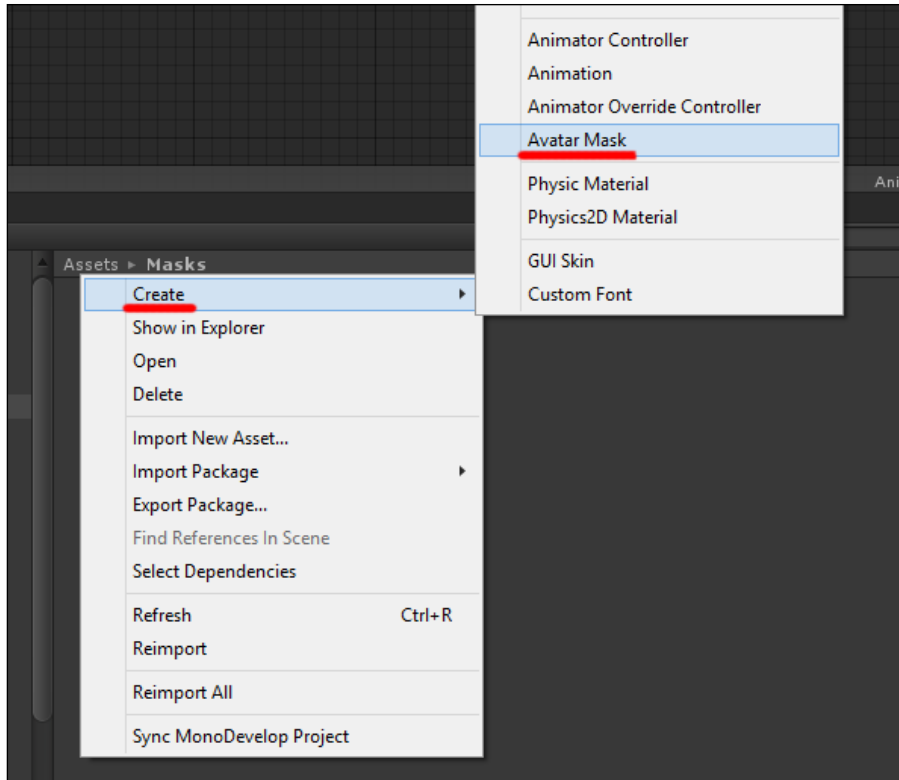 Animator Controller
Animation
Animator Override Controller
Avatar Mask
Physic Material
Ani
Physics2D Material
GUI Skin
Custom Font
Assets ▸ Masks
Create
Show in Explorer
Open
Delete
Import New Asset...
Import Package
Export Package...
Find References In Scene
Select Dependencies
Refresh Ctrl+R
Reimport
Reimport All
Sync MonoDevelop Project